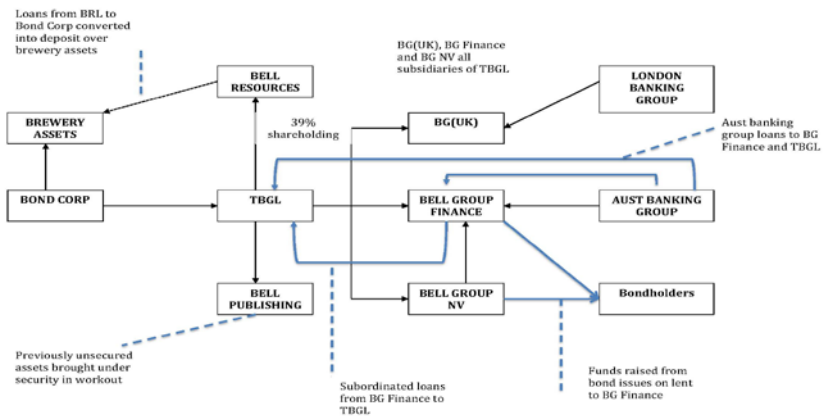 Loans from BRL to
Bond Corp converted
into deposit over
brewery assets
BG(UK), BG Finance
and BG NV all
subsidiaries of TBGL
BELL
RESOURCES
LONDON
BANKING
GROUP
BREWERY
ASSETS
39%
shareholding
BG(UK)
Aust banking
group loans to BG
Finance and TBGL
BOND CORP
TBGL
BELL GROUP
FINANCE
AUST BANKING
GROUP
BELL
PUBLISHING
BELL GROUP
NV
Bondholders
Previously unsecured
assets brought under
security in workout
Subordinated loans
from BG Finance to
TBGL
Funds raised from
bond issues on lent
to BG Finance